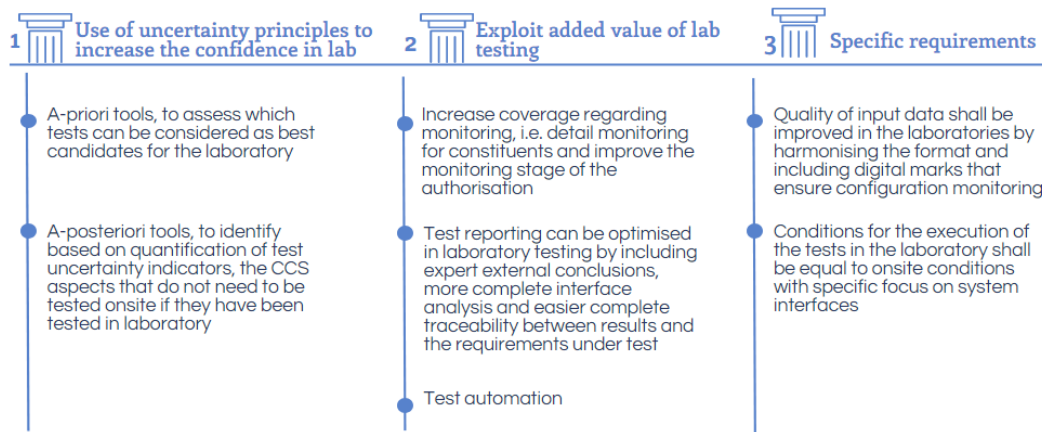 1
Use of uncertainty principles to
increase the confidence in lab
A-priori tools, to assess which
tests can be considered as best
candidates for the laboratory
A-posteriori tools, to identify
based on quantification of test
uncertainty indicators, the CCS
aspects that do not need to be
tested onsite if they have been
tested in laboratory
2
Exploit added value of lab
testing
Increase coverage regarding
monitoring, i.e. detail monitoring
for constituents and improve the
monitoring stage of the
authorisation
Test reporting can be optimised
in laboratory testing by including
expert external conclusions,
more complete interface
analysis and easier complete
traceability between results and
the requirements under test
Test automation
3
Specific requirements
Quality of input data shall be
improved in the laboratories by
harmonising the format and
including digital marks that
ensure configuration monitoring
Conditions for the execution of
the tests in the laboratory shall
be equal to onsite conditions
with specific focus on system
interfaces